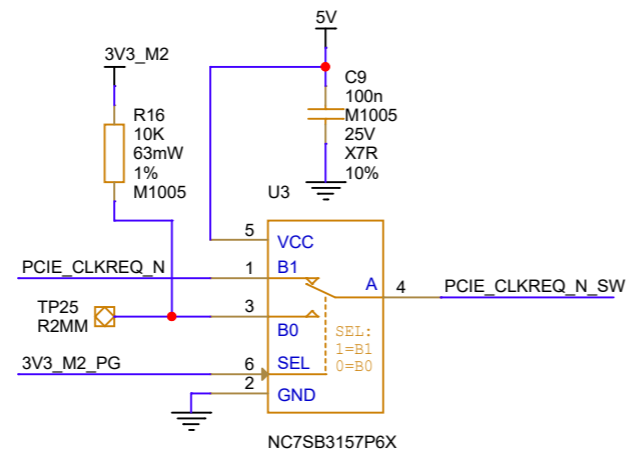 5V
3V3_M2
C9
100n
M1005
25V
X7R
10%
R16
10K
63mW
1%
M1005
U3
5
VCC
PCIE_CLKREQ_N
1
B1
A
4
PCIE_CLKREQ_N_SW
TP25
R2MM
3
B0
SEL:
1=B1
0=B0
3V3_M2_PG
6
SEL
2
GND
NC7SB3157P6X